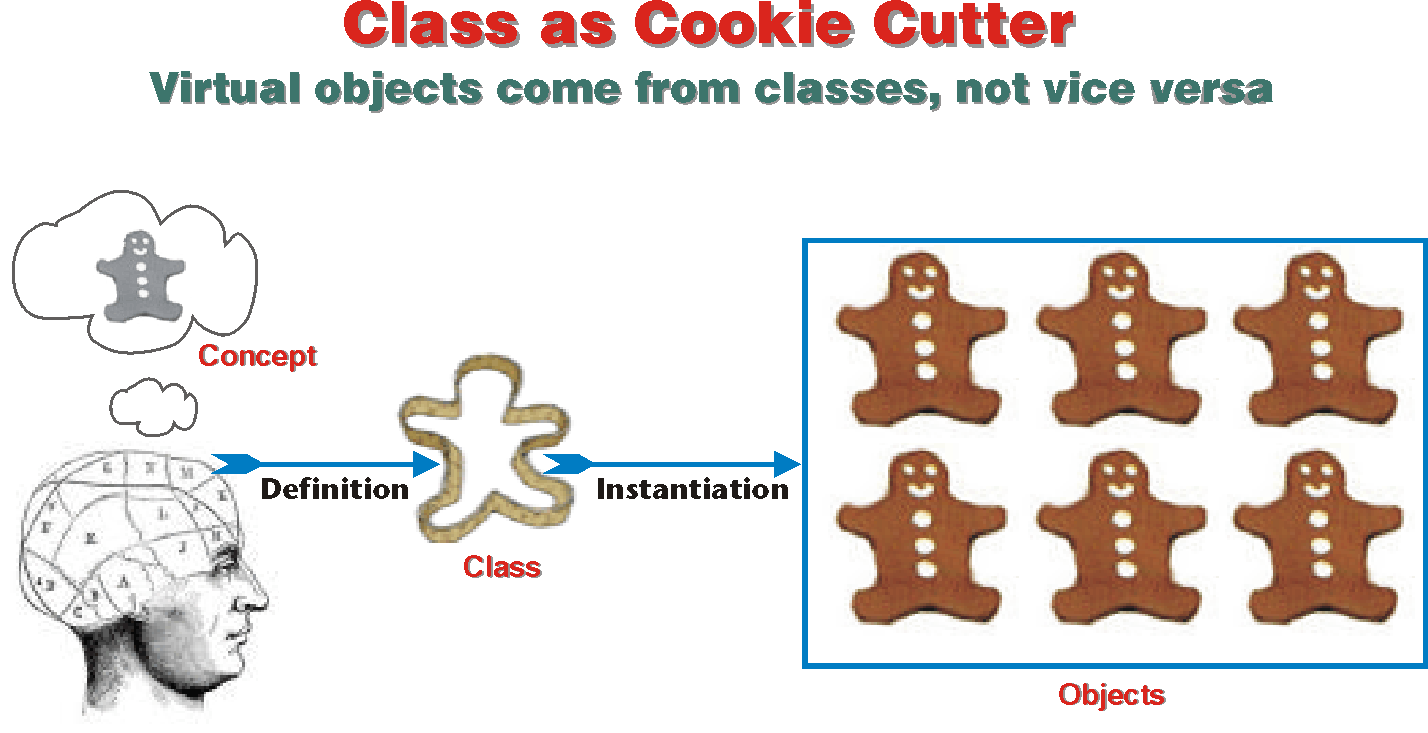 Class as Cookie Cutter
Virtual objects come from classes, not vice versa
Concept
Definition
Class
Instantiation
Objects